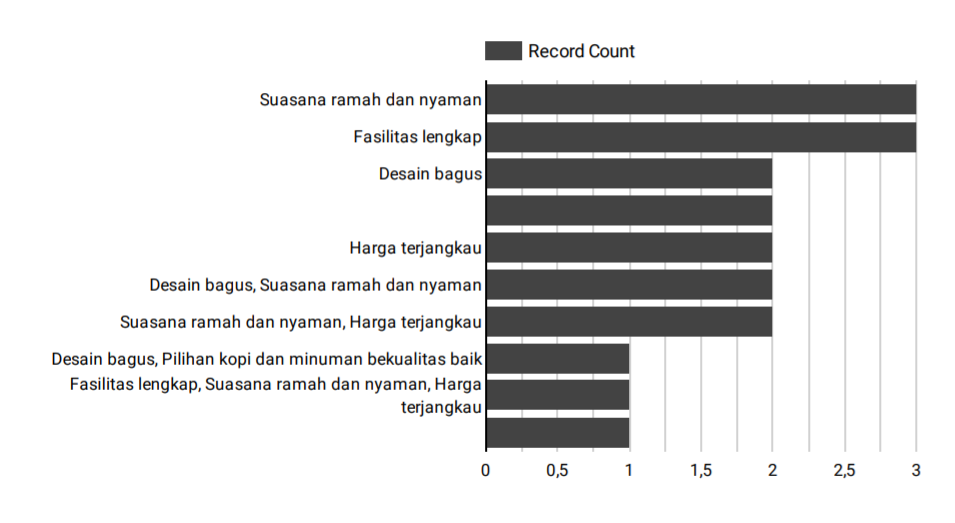 Record Count
Suasana ramah dan nyaman
Fasilitas lengkap
Desain bagus
Harga terjangkau
Desain bagus, Suasana ramah dan nyaman
Suasana ramah dan nyaman, Harga terjangkau
Desain bagus, Pilihan kopi dan minuman bekualitas baik
Fasilitas lengkap, Suasana ramah dan nyaman, Harga
terjangkau
0 0,5 1 1,5 2 2,5 3